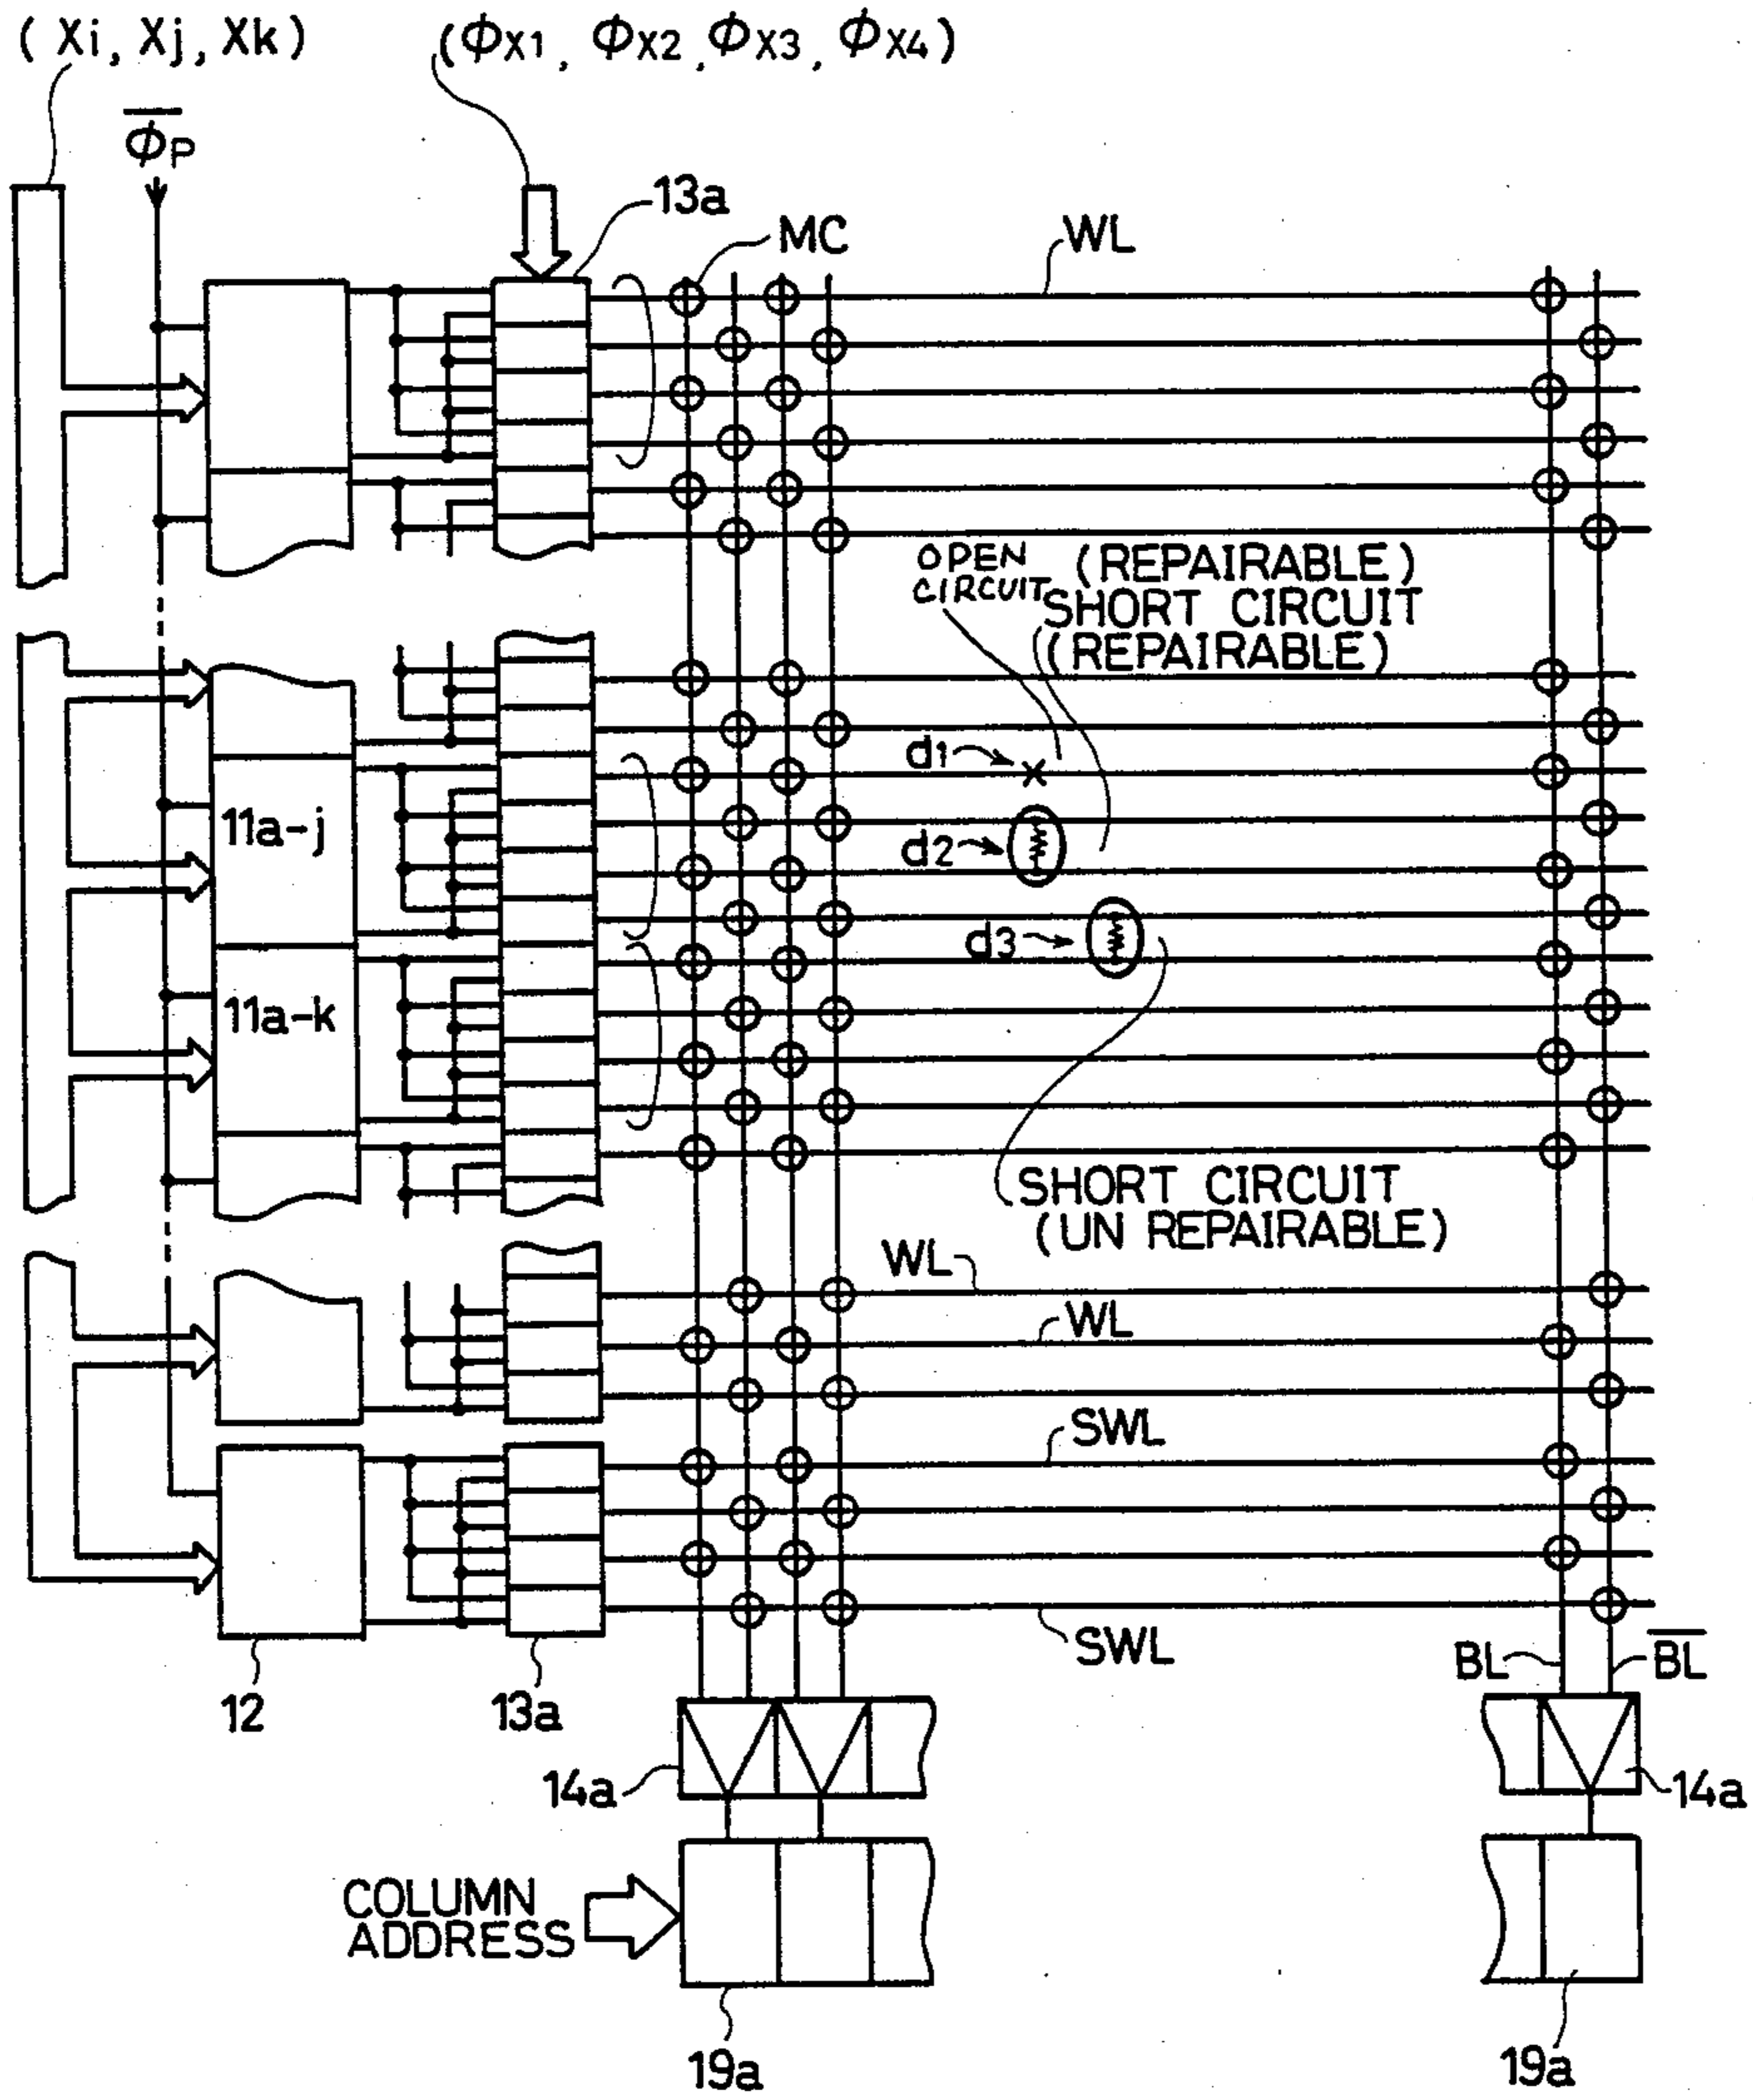 (Xi, Xj, Xk)
(ΦX1, ΦX2, ΦX3, ΦX4)
Φ̅P
13a
MC
WL
OPEN
CIRCUIT
(REPAIRABLE)
SHORT CIRCUIT
(REPAIRABLE)
d1
11a-j
d2
d3
11a-k
SHORT CIRCUIT
(UN REPAIRABLE)
WL
WL
SWL
SWL
BL
B̅L̅
12
13a
14a
14a
COLUMN
ADDRESS
19a
19a